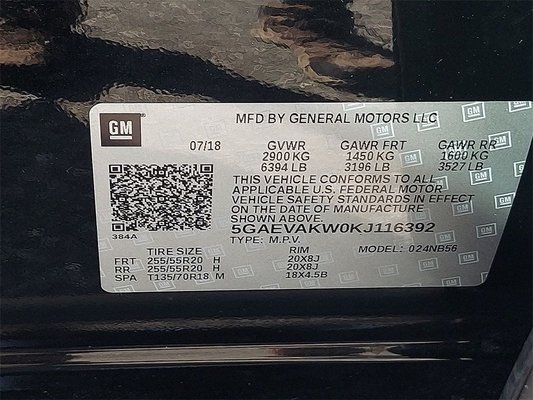 GM
MFD BY GENERAL MOTORS LLC
07/18 GVWR GAWR FRT GAWR RR
2900 KG 1450 KG 1600 KG
6394 LB 3196 LB 3527 LB
THIS VEHICLE CONFORMS TO ALL
APPLICABLE U.S. FEDERAL MOTOR
VEHICLE SAFETY STANDARDS IN EFFECT
ON THE DATE OF MANUFACTURE
SHOWN ABOVE.
384A
5GAEVAKW0KJ116392
TYPE: M.P.V. MODEL: 024NB56
TIRE SIZE RIM
FRT 255/55R20 H 20X8J
RR 255/55R20 H 20X8J
SPA T135/70R18 M 18X4.5B